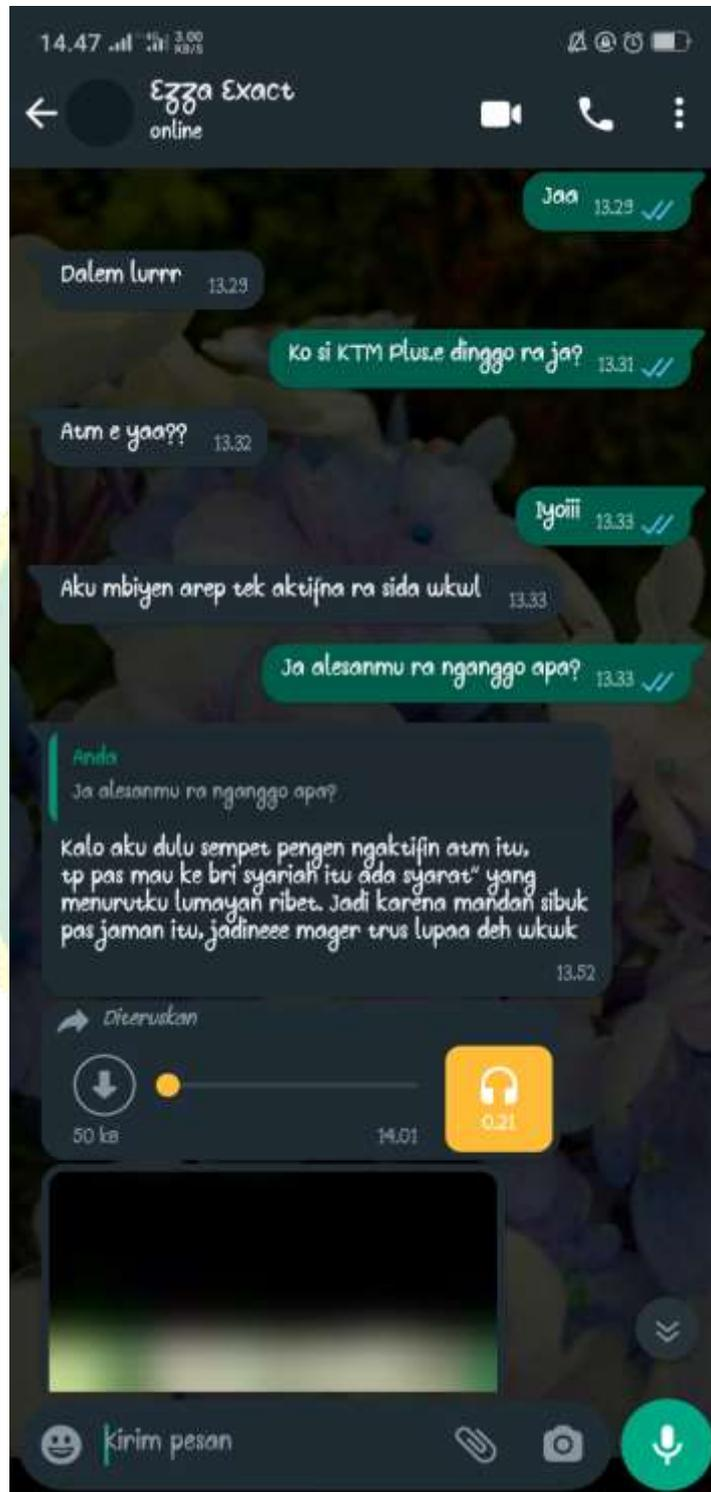 14.47 4G 3,00 KB/S
Ezza Exact
online
Jaa 13.29
Dalem lurrr 13.29
Ko si KTM Plus.e dinggo ra ja? 13.31
Atm e yaa?? 13.32
Iyoiii 13.33
Aku mbiyen arep tek aktifna ra sida wkwl 13.33
Ja alesanmu ra nganggo apa? 13.33
Anda
Ja alesanmu ra nganggo apa?
Kalo aku dulu sempet pengen ngaktifin atm itu,
tp pas mau ke bri syariah itu ada syarat" yang
menurutku lumayan ribet. Jadi karena mandan sibuk
pas jaman itu, jadineee mager trus lupaa deh wkwk
13.52
Diteruskan
0.21
50 kB 14.01
Kirim pesan